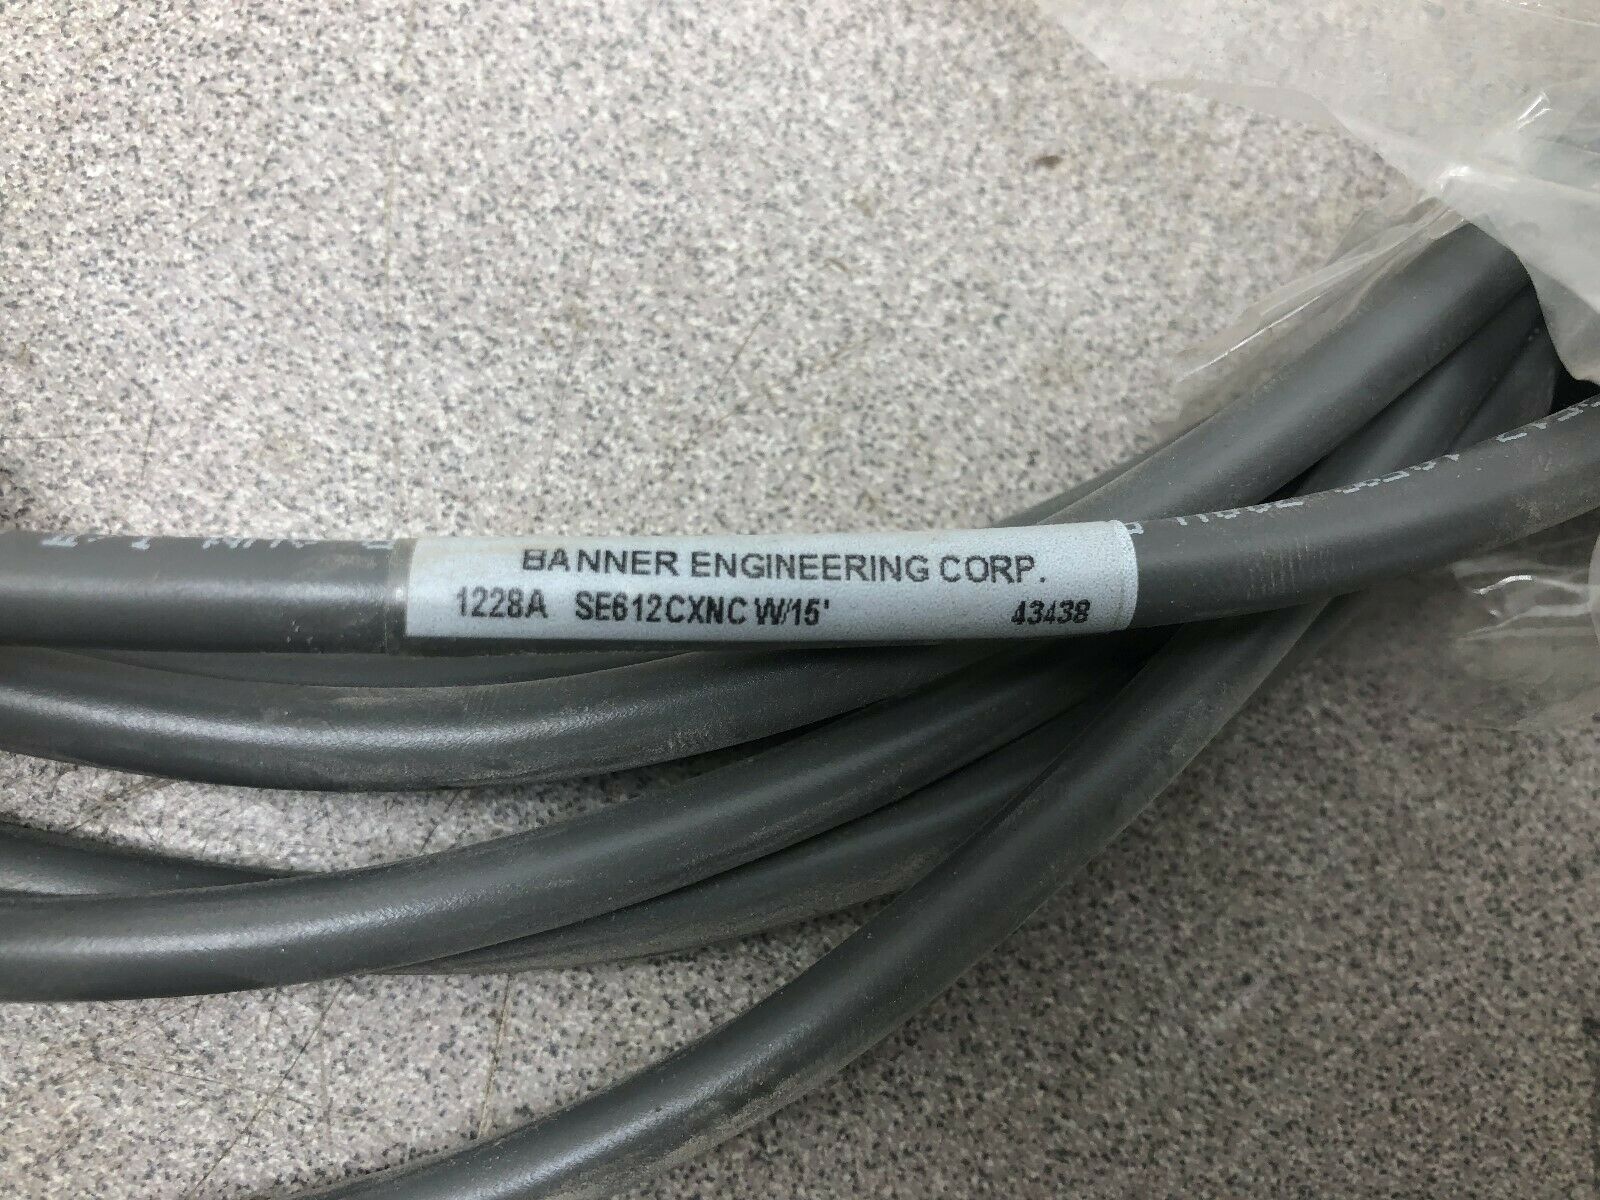 BANNER ENGINEERING CORP.
1228A SE612CXNC W/15' 43438